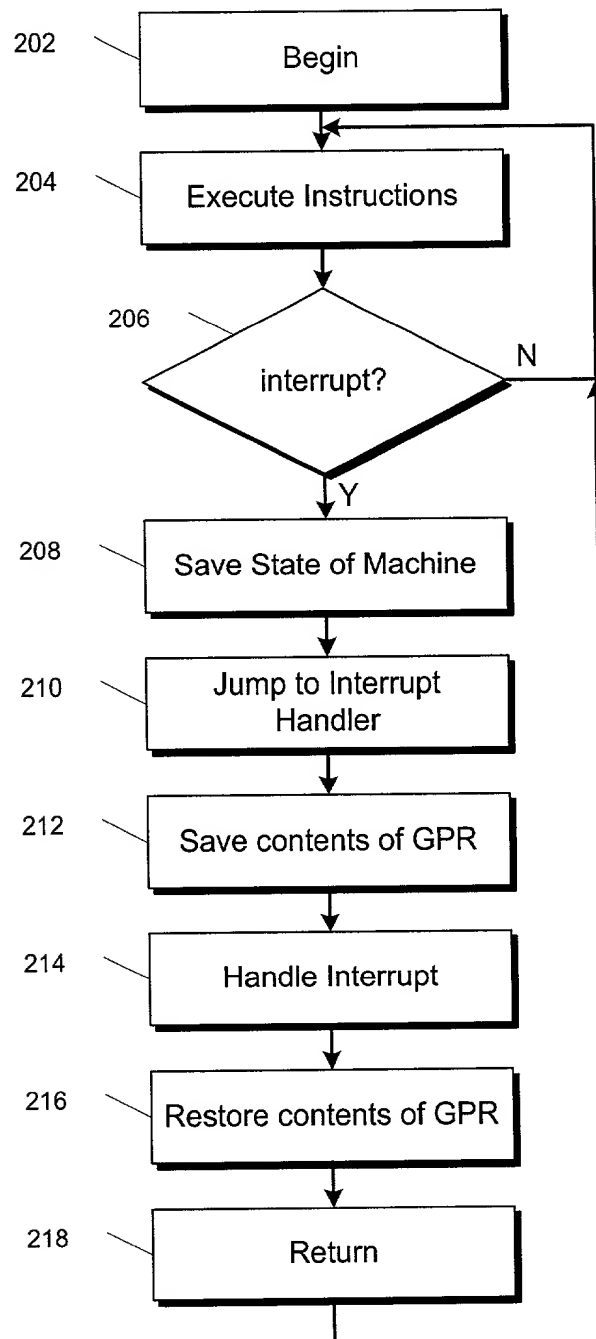 202
Begin
204
Execute Instructions
206
interrupt?
N
Y
208
Save State of Machine
210
Jump to Interrupt
Handler
212
Save contents of GPR
214
Handle Interrupt
216
Restore contents of GPR
218
Return